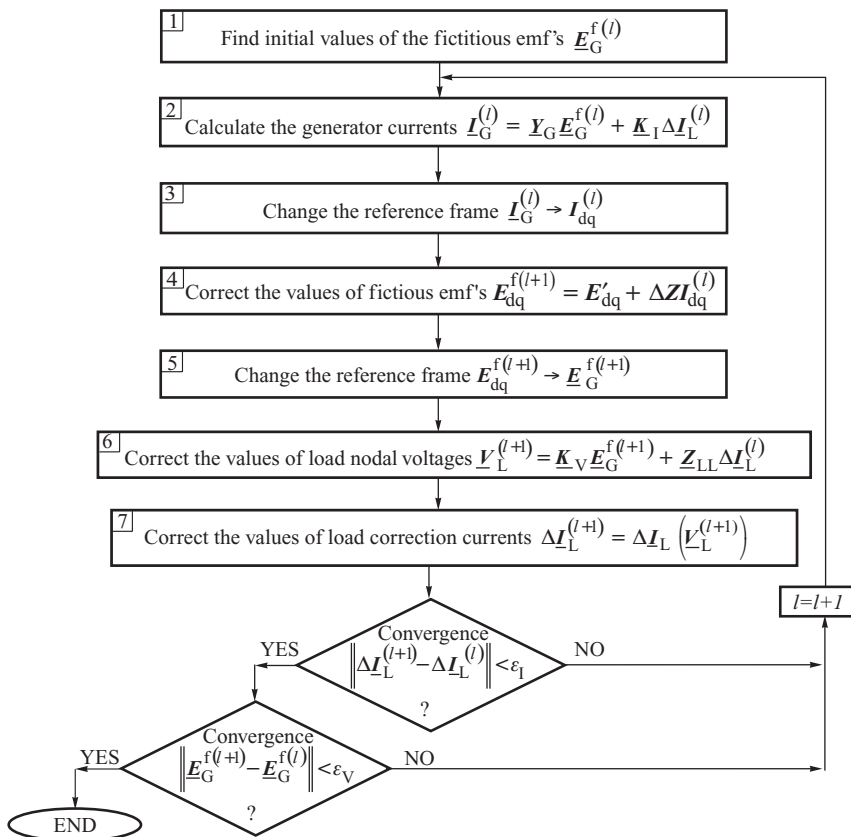 1
Find initial values of the fictitious emf's E_G^{f(l)}
2
Calculate the generator currents I_G^{(l)} = Y_G E_G^{f(l)} + K_I ΔI_L^{(l)}
3
Change the reference frame I_G^{(l)} → I_dq^{(l)}
4
Correct the values of fictious emf's E_dq^{f(l+1)} = E'_dq + ΔZI_dq^{(l)}
5
Change the reference frame E_dq^{f(l+1)} → E_G^{f(l+1)}
6
Correct the values of load nodal voltages V_L^{(l+1)} = K_V E_G^{f(l+1)} + Z_LL ΔI_L^{(l)}
7
Correct the values of load correction currents ΔI_L^{(l+1)} = ΔI_L (V_L^{(l+1)})
l=l+1
Convergence
YES
NO
‖ΔI_L^{(l+1)} − ΔI_L^{(l)}‖ < ε_I
?
Convergence
YES
NO
‖E_G^{f(l+1)} − E_G^{f(l)}‖ < ε_V
?
END